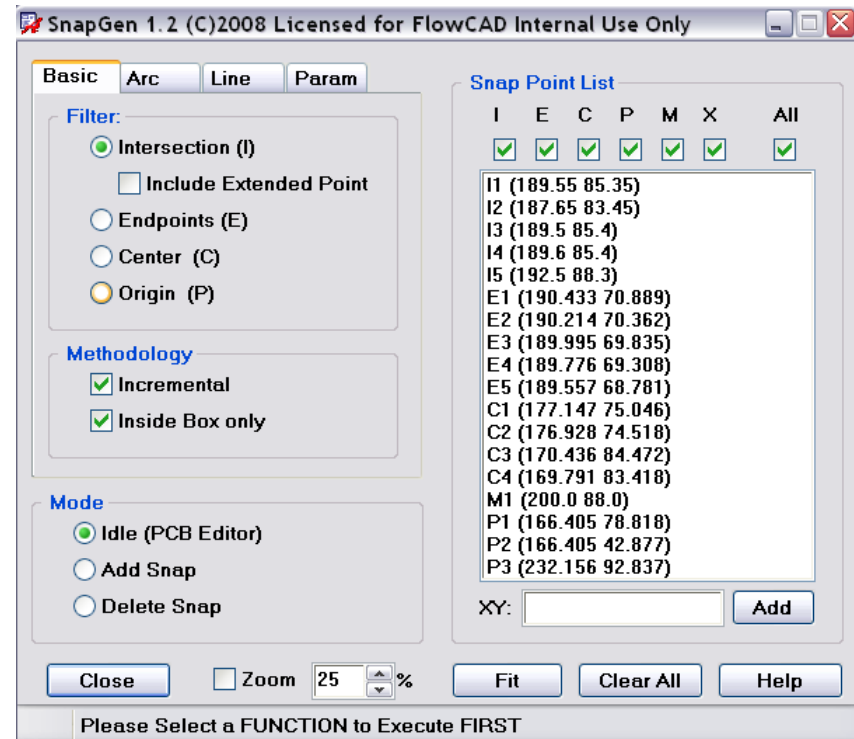 SnapGen 1.2 (C)2008 Licensed for FlowCAD Internal Use Only
Basic Arc Line Param
Filter:
Intersection (I)
Include Extended Point
Endpoints (E)
Center (C)
Origin (P)
Methodology
Incremental
Inside Box only
Mode
Idle (PCB Editor)
Add Snap
Delete Snap
Snap Point List
I E C P M X All
I1 (189.55 85.35)
I2 (187.65 83.45)
I3 (189.5 85.4)
I4 (189.6 85.4)
I5 (192.5 88.3)
E1 (190.433 70.889)
E2 (190.214 70.362)
E3 (189.995 69.835)
E4 (189.776 69.308)
E5 (189.557 68.781)
C1 (177.147 75.046)
C2 (176.928 74.518)
C3 (170.436 84.472)
C4 (169.791 83.418)
M1 (200.0 88.0)
P1 (166.405 78.818)
P2 (166.405 42.877)
P3 (232.156 92.837)
XY: Add
Close Zoom 25 % Fit Clear All Help
Please Select a FUNCTION to Execute FIRST